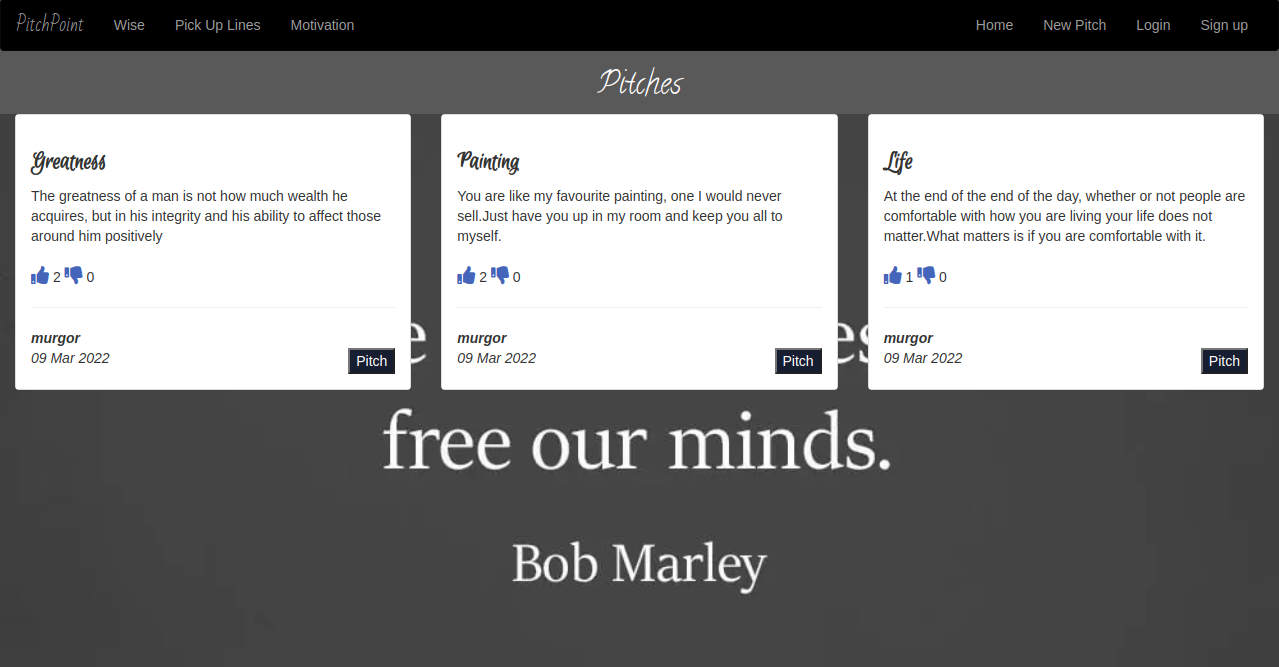 PitchPoint Wise Pick Up Lines Motivation Home New Pitch Login Sign up
Pitches
Greatness
The greatness of a man is not how much wealth he
acquires, but in his integrity and his ability to affect those
around him positively
2 0
murgor
09 Mar 2022
Pitch
Painting
You are like my favourite painting, one I would never
sell.Just have you up in my room and keep you all to
myself.
2 0
murgor
09 Mar 2022
Pitch
Life
At the end of the end of the day, whether or not people are
comfortable with how you are living your life does not
matter.What matters is if you are comfortable with it.
1 0
murgor
09 Mar 2022
Pitch
free our minds.
Bob Marley